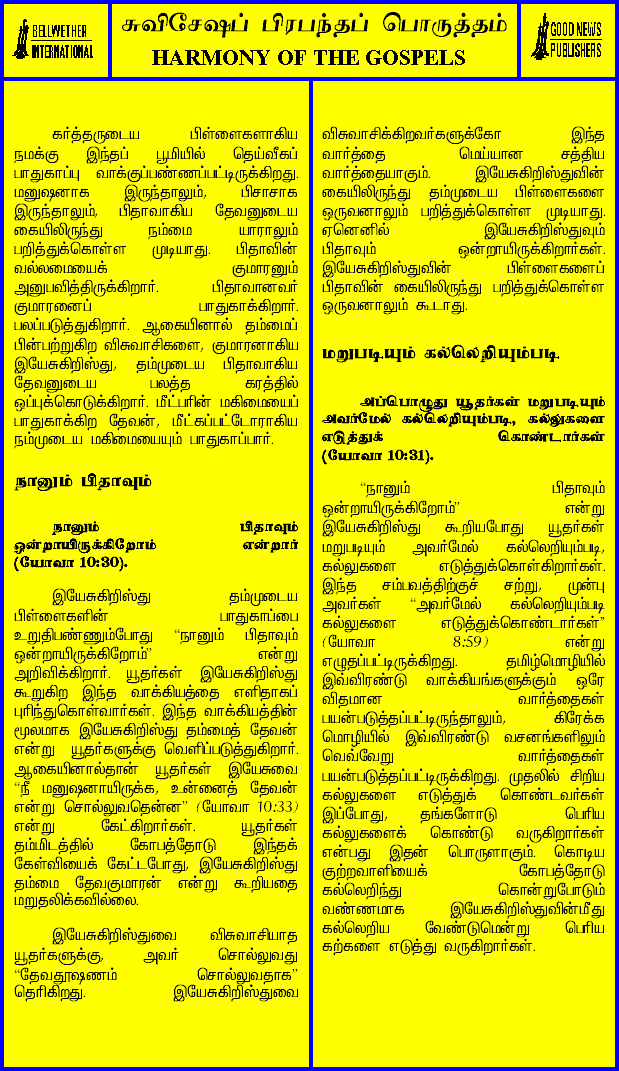 BELLWETHER
INTERNATIONAL
சுவிசேஷப் பிரபந்தப் பொருத்தம்
HARMONY OF THE GOSPELS
GOOD NEWS
PUBLISHERS
கர்த்தருடைய பிள்ளைகளாகிய
நமக்கு இந்தப் பூமியில் தெய்வீகப்
பாதுகாப்பு வாக்குப்பண்ணப்பட்டிருக்கிறது.
மனுஷனாக இருந்தாலும், பிசாசாக
இருந்தாலும், பிதாவாகிய தேவனுடைய
கையிலிருந்து நம்மை யாராலும்
பறித்துக்கொள்ள முடியாது. பிதாவின்
வல்லமையைக் குமாரனும்
அனுபவித்திருக்கிறார். பிதாவானவர்
குமாரனைப் பாதுகாக்கிறார்.
பலப்படுத்துகிறார். ஆகையினால் தம்மைப்
பின்பற்றுகிற விசுவாசிகளை, குமாரனாகிய
இயேசுகிறிஸ்து, தம்முடைய பிதாவாகிய
தேவனுடைய பலத்த கரத்தில்
ஒப்புக்கொடுக்கிறார். மீட்பரின் மகிமையைப்
பாதுகாக்கிற தேவன், மீட்கப்பட்டோராகிய
நம்முடைய மகிமையையும் பாதுகாப்பார்.
நானும் பிதாவும்
நானும் பிதாவும்
ஒன்றாயிருக்கிறோம் என்றார்
(யோவா 10:30).
இயேசுகிறிஸ்து தம்முடைய
பிள்ளைகளின் பாதுகாப்பை
உறுதிபண்ணும்போது “நானும் பிதாவும்
ஒன்றாயிருக்கிறோம்” என்று
அறிவிக்கிறார். யூதர்கள் இயேசுகிறிஸ்து
கூறுகிற இந்த வாக்கியத்தை எளிதாகப்
புரிந்துகொள்வார்கள். இந்த வாக்கியத்தின்
மூலமாக இயேசுகிறிஸ்து தம்மைத் தேவன்
என்று யூதர்களுக்கு வெளிப்படுத்துகிறார்.
ஆகையினால்தான் யூதர்கள் இயேசுவை
“நீ மனுஷனாயிருக்க, உன்னைத் தேவன்
என்று சொல்லுவதென்ன” (யோவா 10:33)
என்று கேட்கிறார்கள். யூதர்கள்
தம்மிடத்தில் கோபத்தோடு இந்தக்
கேள்வியைக் கேட்டபோது, இயேசுகிறிஸ்து
தம்மை தேவகுமாரன் என்று கூறியதை
மறுதலிக்கவில்லை.
இயேசுகிறிஸ்துவை விசுவாசியாத
யூதர்களுக்கு, அவர் சொல்லுவது
“தேவதூஷணம் சொல்லுவதாக”
தெரிகிறது. இயேசுகிறிஸ்துவை
விசுவாசிக்கிறவர்களுக்கோ இந்த
வார்த்தை மெய்யான சத்திய
வார்த்தையாகும். இயேசுகிறிஸ்துவின்
கையிலிருந்து தம்முடைய பிள்ளைகளை
ஒருவனாலும் பறித்துக்கொள்ள முடியாது.
ஏனெனில் இயேசுகிறிஸ்துவும்
பிதாவும் ஒன்றாயிருக்கிறார்கள்.
இயேசுகிறிஸ்துவின் பிள்ளைகளைப்
பிதாவின் கையிலிருந்து பறித்துக்கொள்ள
ஒருவனாலும் கூடாது.
மறுபடியும் கல்லெறியும்படி
அப்பொழுது யூதர்கள் மறுபடியும்
அவர்மேல் கல்லெறியும்படி, கல்லுகளை
எடுத்துக் கொண்டார்கள்
(யோவா 10:31).
“நானும் பிதாவும்
ஒன்றாயிருக்கிறோம்” என்று
இயேசுகிறிஸ்து கூறியபோது யூதர்கள்
மறுபடியும் அவர்மேல் கல்லெறியும்படி,
கல்லுகளை எடுத்துக்கொள்கிறார்கள்.
இந்த சம்பவத்திற்குச் சற்று, முன்பு
அவர்கள் “அவர்மேல் கல்லெறியும்படி
கல்லுகளை எடுத்துக்கொண்டார்கள்”
(யோவா 8:59) என்று
எழுதப்பட்டிருக்கிறது. தமிழ்மொழியில்
இவ்விரண்டு வாக்கியங்களுக்கும் ஒரே
விதமான வார்த்தைகள்
பயன்படுத்தப்பட்டிருந்தாலும், கிரேக்க
மொழியில் இவ்விரண்டு வசனங்களிலும்
வெவ்வேறு வார்த்தைகள்
பயன்படுத்தப்பட்டிருக்கிறது. முதலில் சிறிய
கல்லுகளை எடுத்துக் கொண்டவர்கள்
இப்போது, தங்களோடு பெரிய
கல்லுகளைக் கொண்டு வருகிறார்கள்
என்பது இதன் பொருளாகும். கொடிய
குற்றவாளியைக் கோபத்தோடு
கல்லெறிந்து கொன்றுபோடும்
வண்ணமாக இயேசுகிறிஸ்துவின்மீது
கல்லெறிய வேண்டுமென்று பெரிய
கற்களை எடுத்து வருகிறார்கள்.